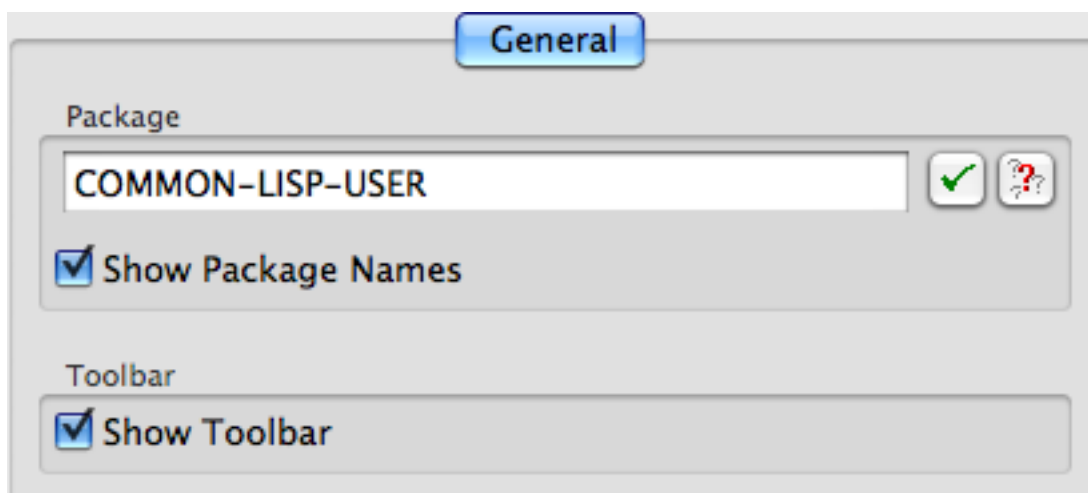 General
Package
COMMON-LISP-USER
Show Package Names
Toolbar
Show Toolbar